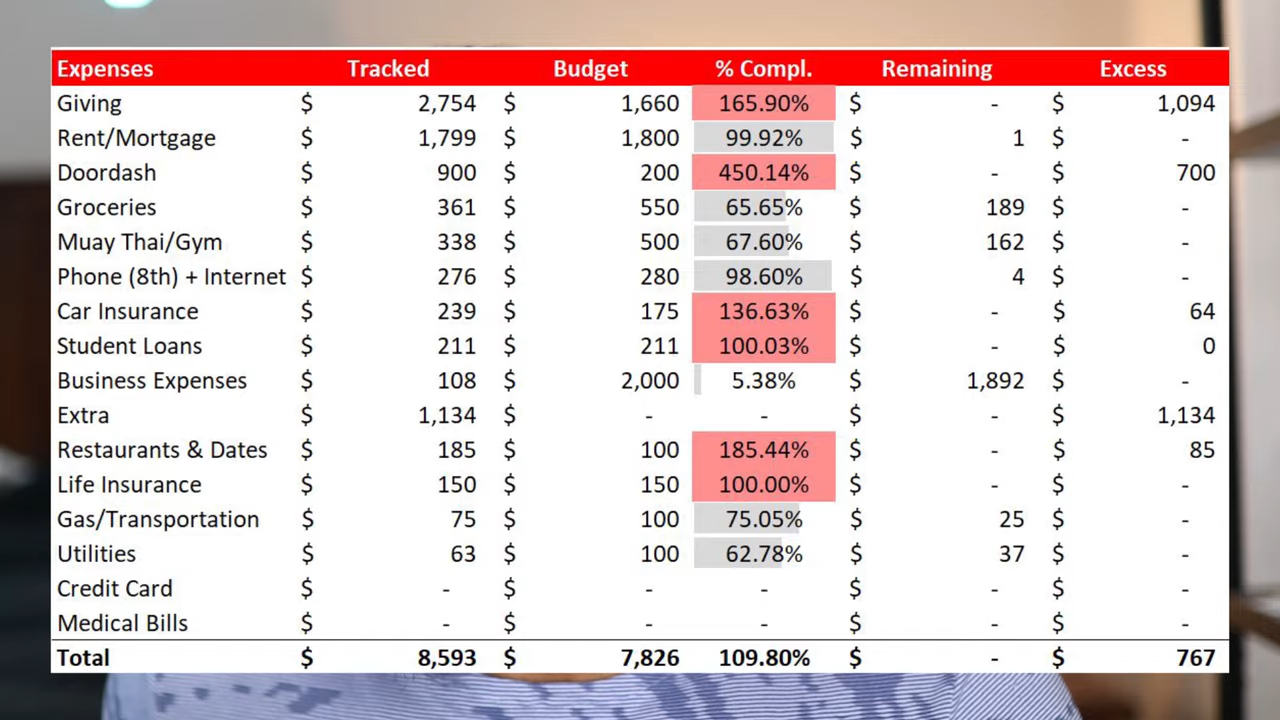 Expenses Tracked Budget % Compl. Remaining Excess
Giving $ 2,754 $ 1,660 165.90% $ - $ 1,094
Rent/Mortgage $ 1,799 $ 1,800 99.92% $ 1 $ -
Doordash $ 900 $ 200 450.14% $ - $ 700
Groceries $ 361 $ 550 65.65% $ 189 $ -
Muay Thai/Gym $ 338 $ 500 67.60% $ 162 $ -
Phone (8th) + Internet $ 276 $ 280 98.60% $ 4 $ -
Car Insurance $ 239 $ 175 136.63% $ - $ 64
Student Loans $ 211 $ 211 100.03% $ - $ 0
Business Expenses $ 108 $ 2,000 5.38% $ 1,892 $ -
Extra $ 1,134 $ - - $ - $ 1,134
Restaurants & Dates $ 185 $ 100 185.44% $ - $ 85
Life Insurance $ 150 $ 150 100.00% $ - $ -
Gas/Transportation $ 75 $ 100 75.05% $ 25 $ -
Utilities $ 63 $ 100 62.78% $ 37 $ -
Credit Card $ - $ - - $ - $ -
Medical Bills $ - $ - - $ - $ -
Total $ 8,593 $ 7,826 109.80% $ - $ 767